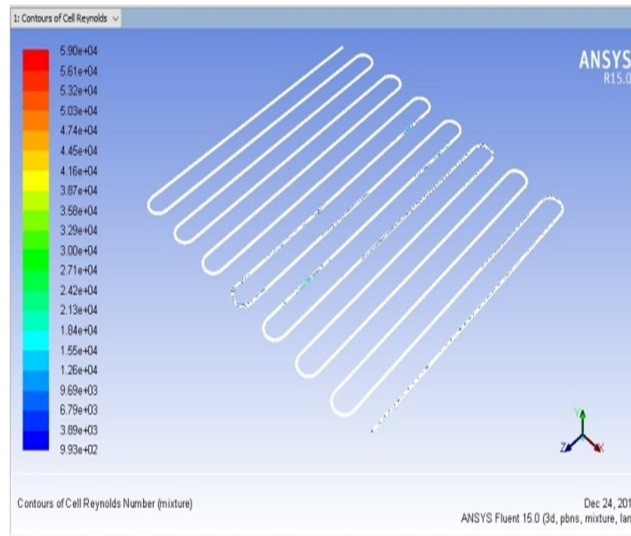 1: Contours of Cell Reynolds
ANSYS
R15.0
5.90e+04
5.61e+04
5.32e+04
5.03e+04
4.74e+04
4.45e+04
4.16e+04
3.87e+04
3.58e+04
3.29e+04
3.00e+04
2.71e+04
2.42e+04
2.13e+04
1.84e+04
1.55e+04
1.26e+04
9.69e+03
6.79e+03
3.89e+03
9.93e+02
Y
Z
X
Contours of Cell Reynolds Number (mixture)
Dec 24, 201
ANSYS Fluent 15.0 (3d, pbns, mixture, lam